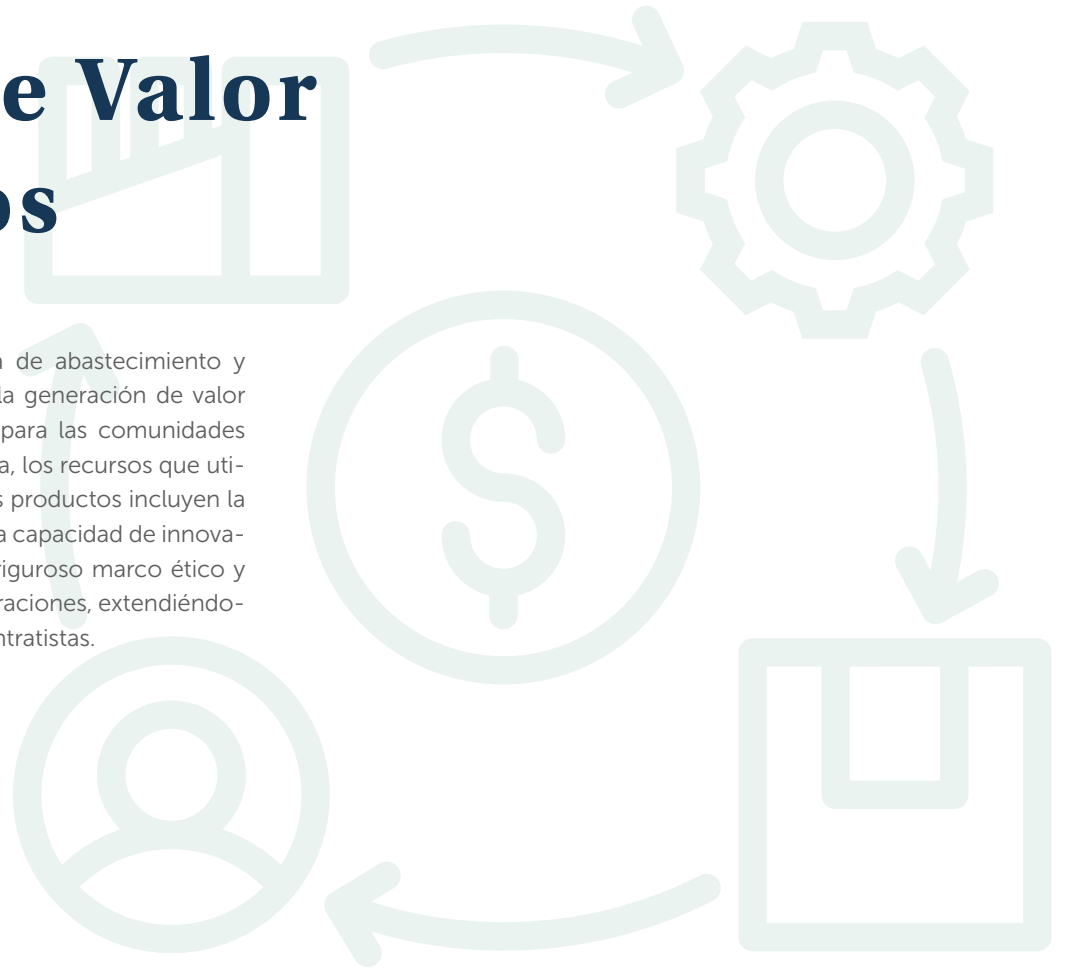 e Valor
os
de abastecimiento y
la generación de valor
para las comunidades
a, los recursos que uti-
s productos incluyen la
a capacidad de innova-
riguroso marco ético y
raciones, extendiéndo-
ntratistas.